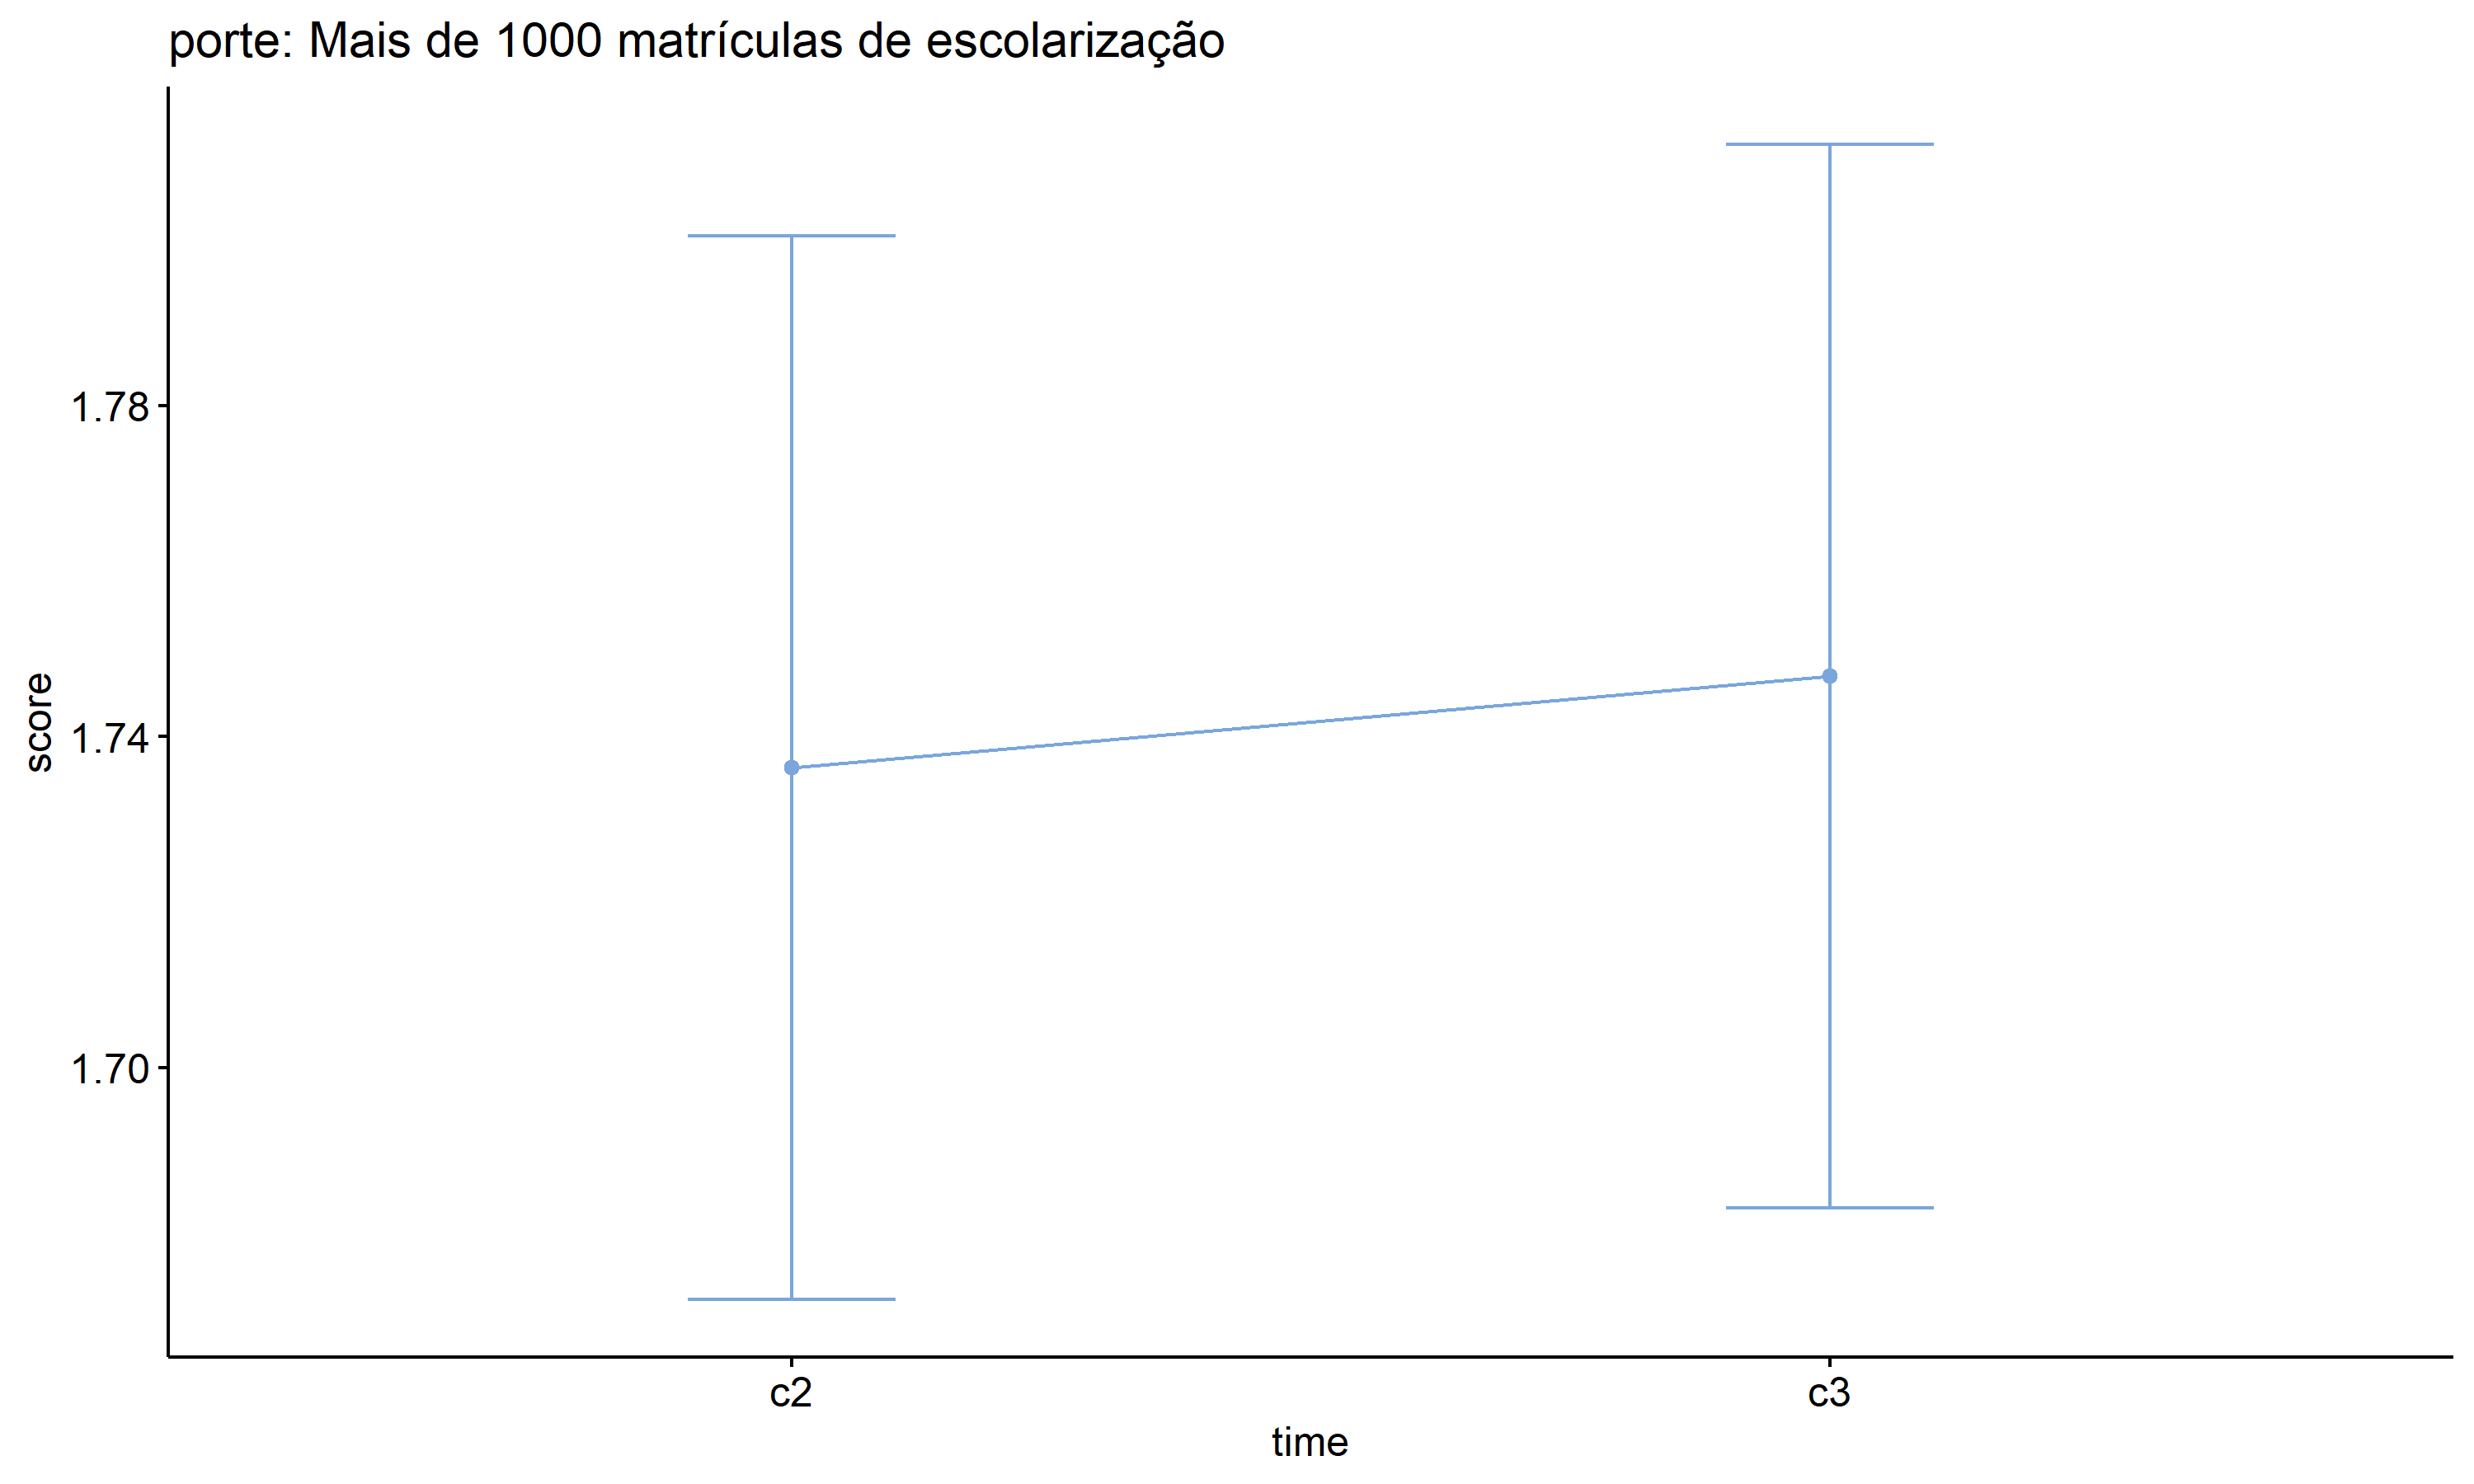 porte: Mais de 1000 matrículas de escolarização
score
1.78
1.74
1.70
c2
c3
time